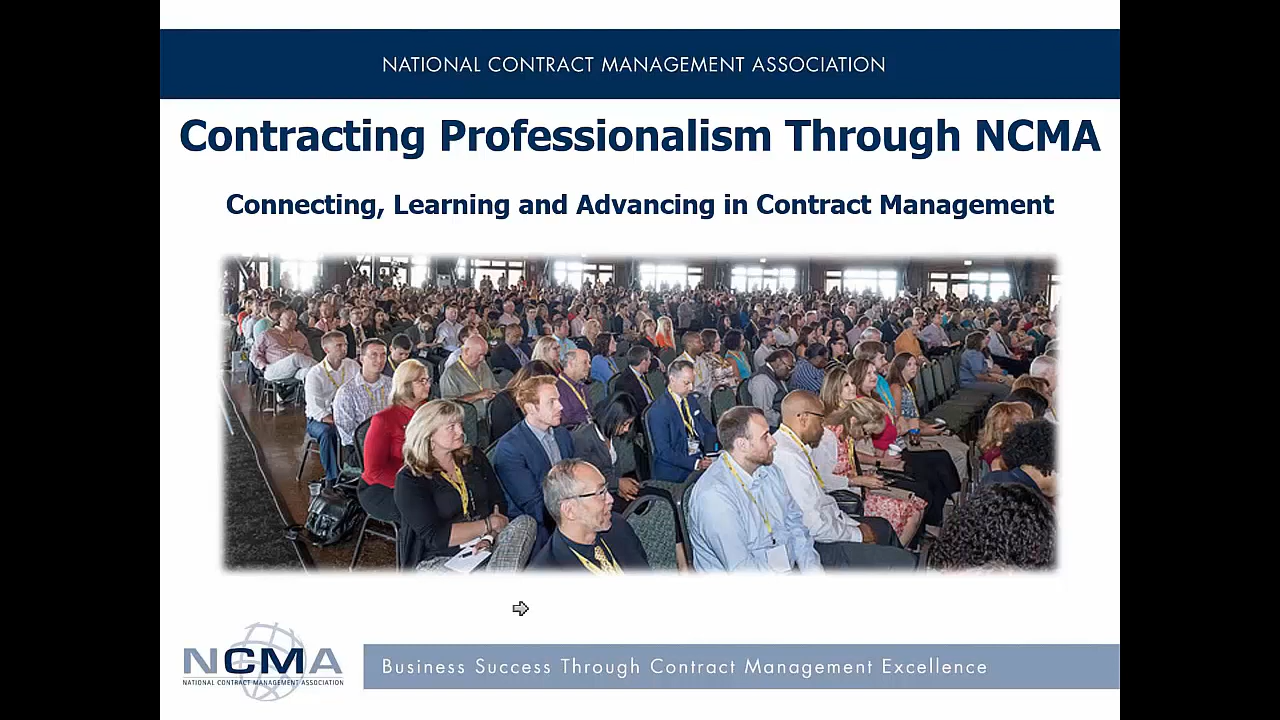 NATIONAL CONTRACT MANAGEMENT ASSOCIATION
Contracting Professionalism Through NCMA
Connecting, Learning and Advancing in Contract Management
NCMA
NATIONAL CONTRACT MANAGEMENT ASSOCIATION
Business Success Through Contract Management Excellence